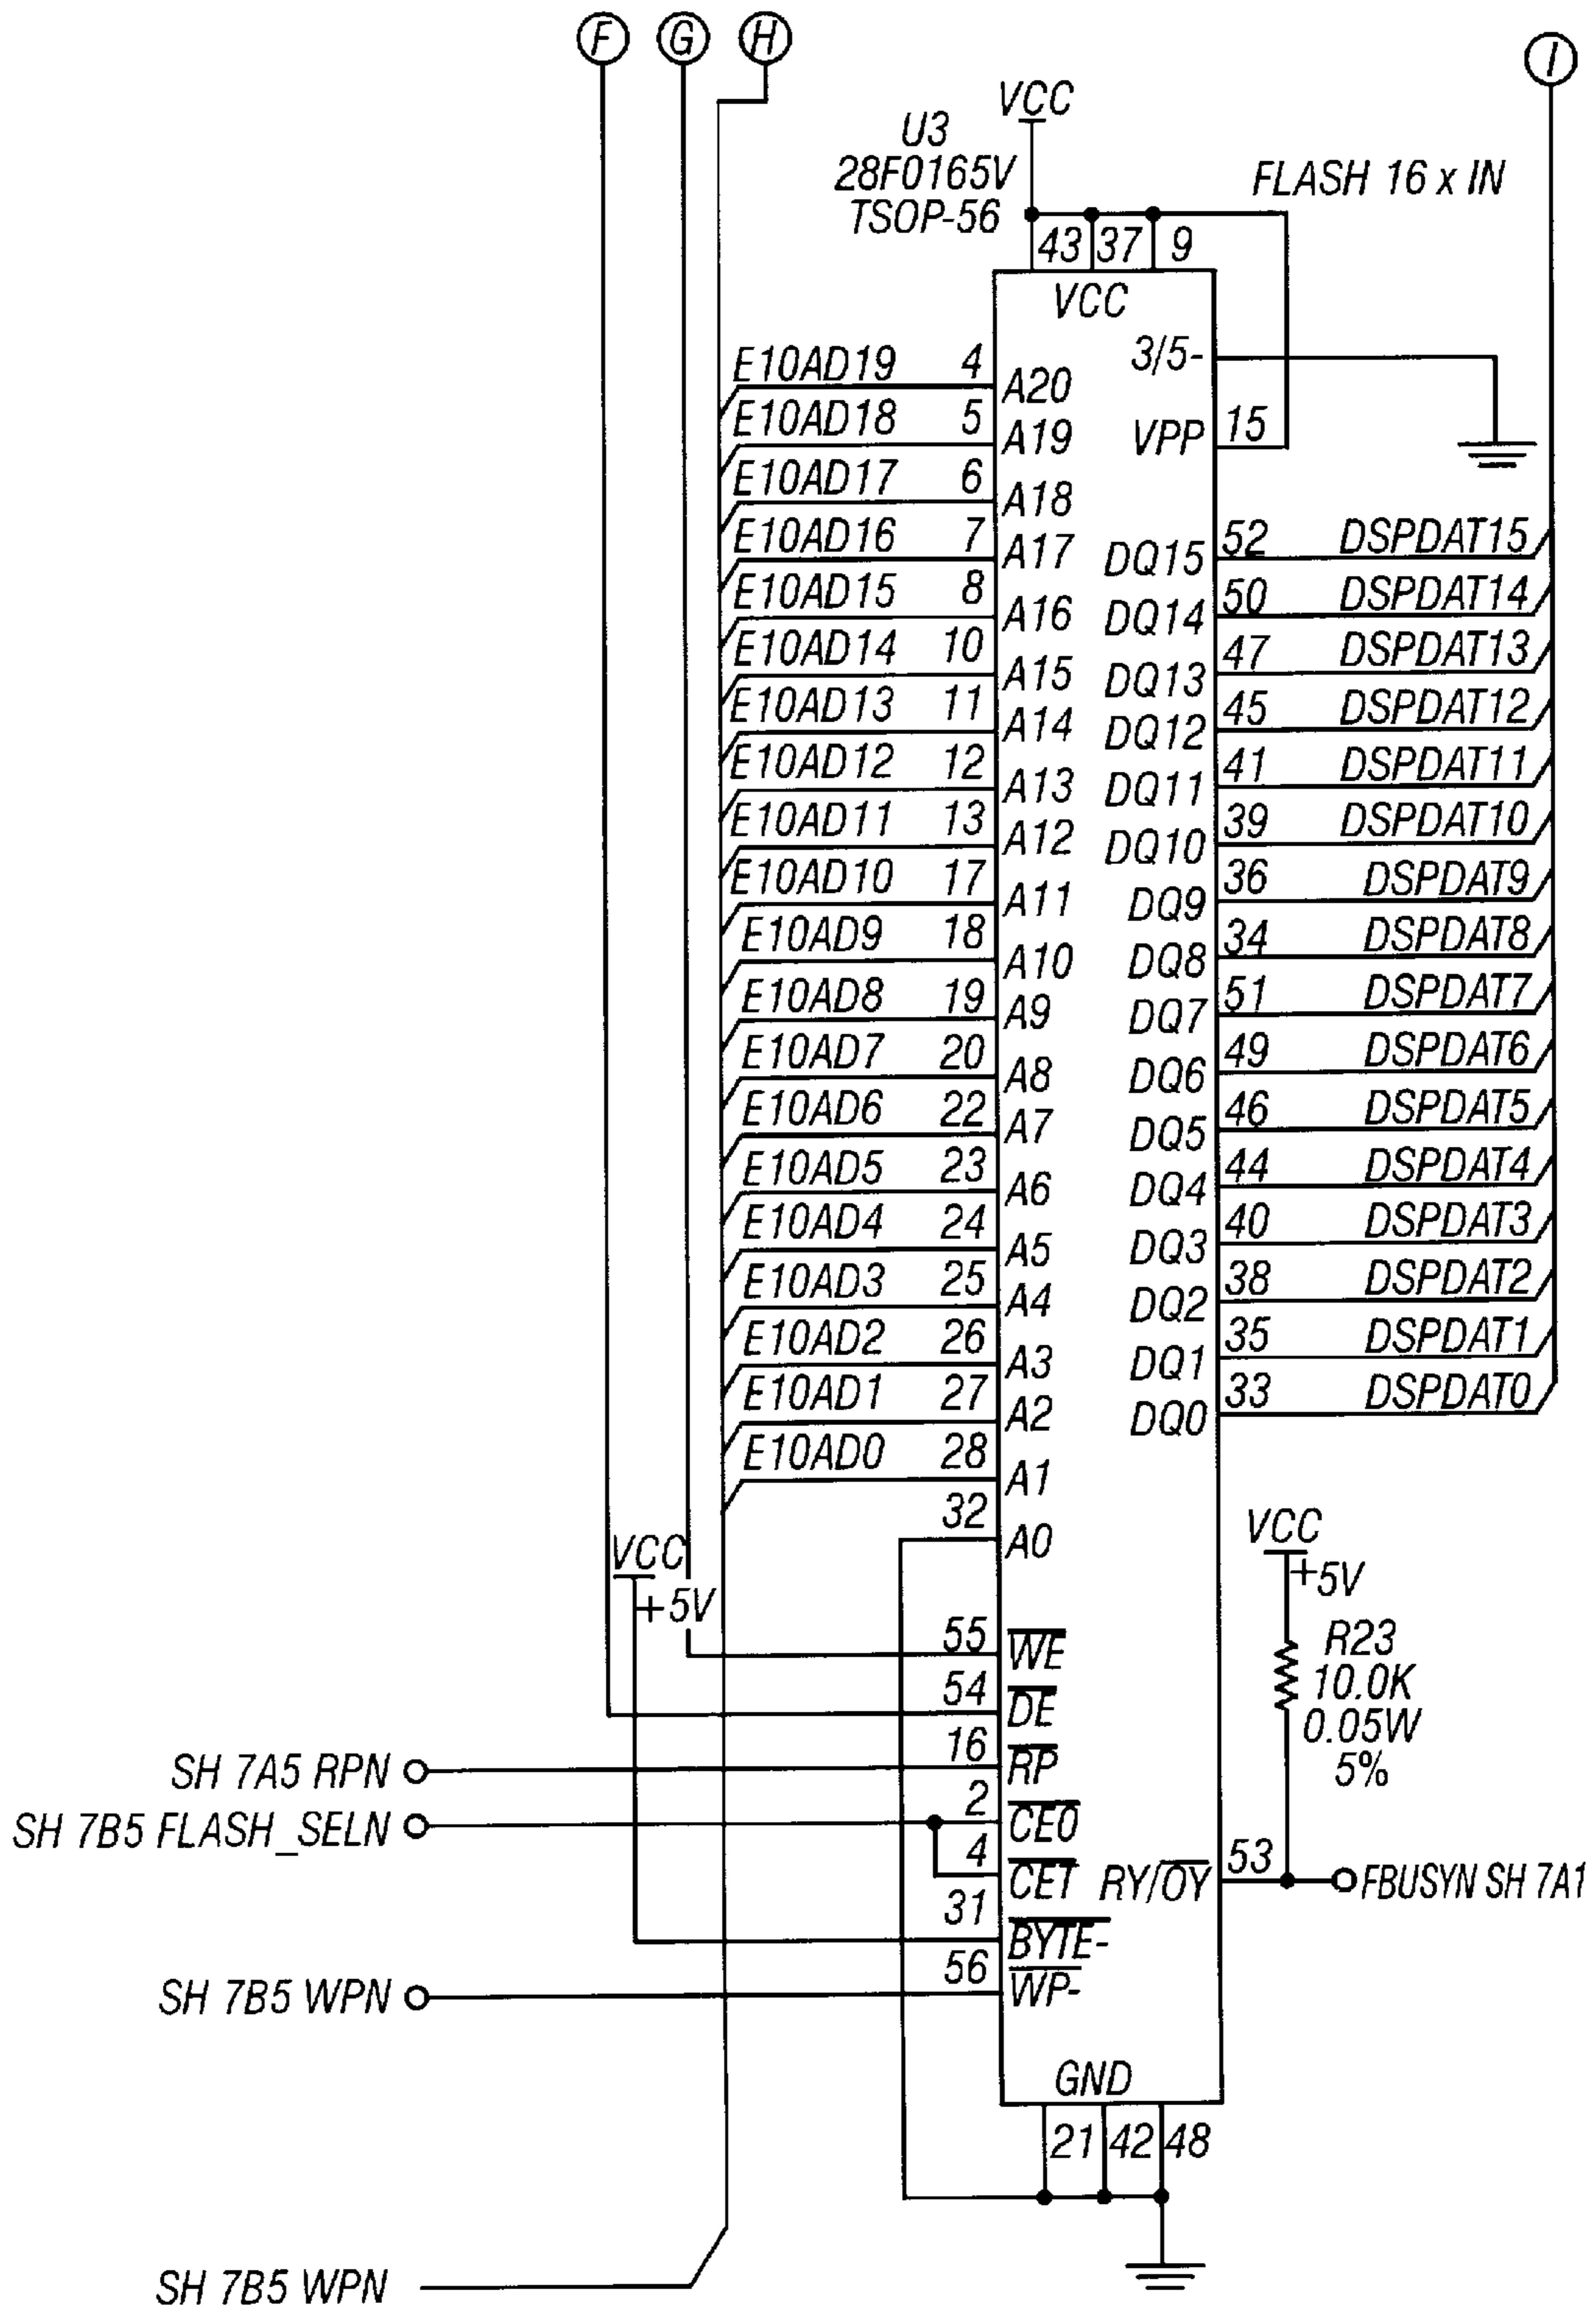 F G H I
VCC
U3
28F0165V
TSOP-56
FLASH 16 x IN
43 37 9
VCC
3/5-
VPP 15
E10AD19 4 A20
E10AD18 5 A19
E10AD17 6 A18
E10AD16 7 A17
E10AD15 8 A16
E10AD14 10 A15
E10AD13 11 A14
E10AD12 12 A13
E10AD11 13 A12
E10AD10 17 A11
E10AD9 18 A10
E10AD8 19 A9
E10AD7 20 A8
E10AD6 22 A7
E10AD5 23 A6
E10AD4 24 A5
E10AD3 25 A4
E10AD2 26 A3
E10AD1 27 A2
E10AD0 28 A1
32 A0
DQ15 52 DSPDAT15
DQ14 50 DSPDAT14
DQ13 47 DSPDAT13
DQ12 45 DSPDAT12
DQ11 41 DSPDAT11
DQ10 39 DSPDAT10
DQ9 36 DSPDAT9
DQ8 34 DSPDAT8
DQ7 51 DSPDAT7
DQ6 49 DSPDAT6
DQ5 46 DSPDAT5
DQ4 44 DSPDAT4
DQ3 40 DSPDAT3
DQ2 38 DSPDAT2
DQ1 35 DSPDAT1
DQ0 33 DSPDAT0
VCC
+5V
VCC
+5V
R23
10.0K
0.05W
5%
55 WE
54 DE
SH 7A5 RPN 16 RP
SH 7B5 FLASH_SELN 2 CE0
4 CET
RY/OY 53 FBUSYN SH 7A1
31 BYTE-
SH 7B5 WPN 56 WP-
GND
21 42 48
SH 7B5 WPN